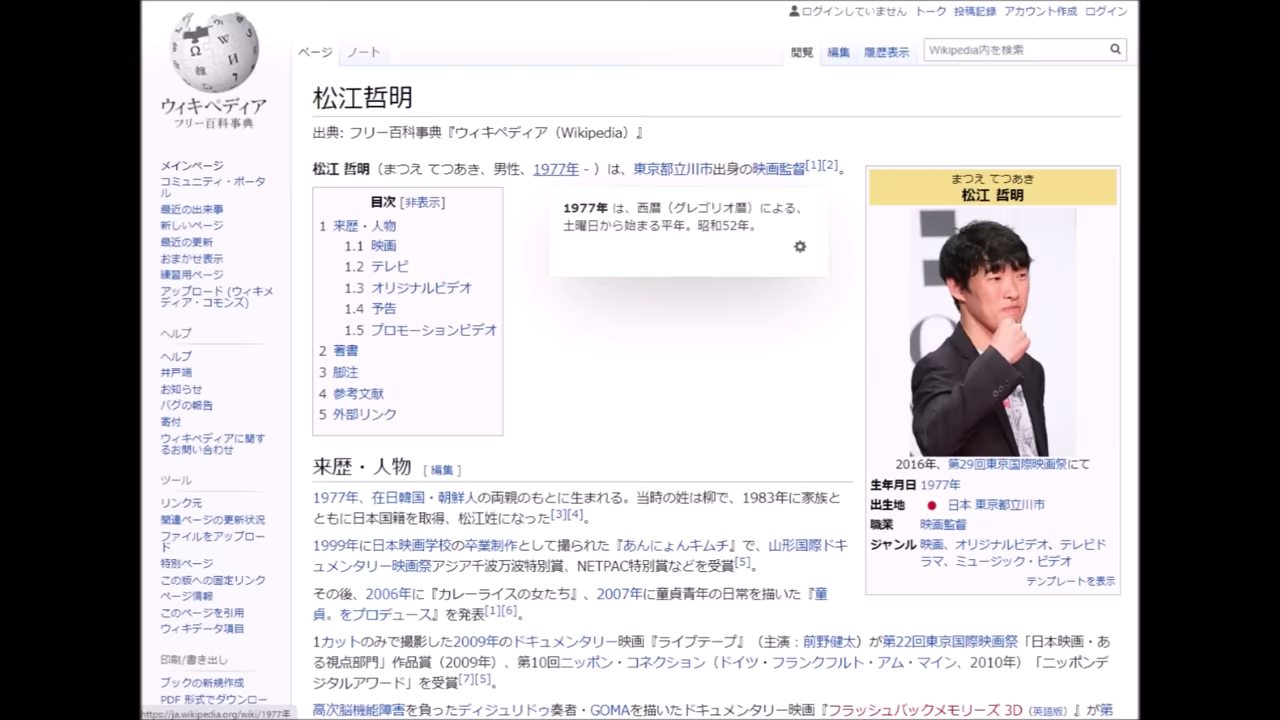 ログインしていません トーク 投稿記録 アカウント作成 ログイン
ページ ノート 閲覧 編集 履歴表示 Wikipedia内を検索
ウィキペディア
フリー百科事典
メインページ
コミュニティ・ポータ
ル
最近の出来事
新しいページ
最近の更新
おまかせ表示
練習用ページ
アップロード (ウィキメ
ディア・コモンズ)
ヘルプ
ヘルプ
井戸端
お知らせ
バグの報告
寄付
ウィキペディアに関す
るお問い合わせ
ツール
リンク元
関連ページの更新状況
ファイルをアップロー
ド
特別ページ
この版への固定リンク
ページ情報
このページを引用
ウィキデータ項目
印刷/書き出し
ブックの新規作成
PDF 形式でダウンロー
https://ja.wikipedia.org/wiki/1977年
松江哲明
出典: フリー百科事典『ウィキペディア（Wikipedia）』
松江 哲明（まつえ てつあき、男性、1977年 - ）は、東京都立川市出身の映画監督[1][2]。
目次 [非表示]
1 来歴・人物
1.1 映画
1.2 テレビ
1.3 オリジナルビデオ
1.4 予告
1.5 プロモーションビデオ
2 著書
3 脚注
4 参考文献
5 外部リンク
1977年 は、西暦（グレゴリオ暦）による、
土曜日から始まる平年。昭和52年。
まつえ てつあき
松江 哲明
2016年、第29回東京国際映画祭にて
生年月日 1977年
出生地 日本 東京都立川市
職業 映画監督
ジャンル 映画、オリジナルビデオ、テレビド
ラマ、ミュージック・ビデオ
テンプレートを表示
来歴・人物 [ 編集 ]
1977年、在日韓国・朝鮮人の両親のもとに生まれる。当時の姓は柳で、1983年に家族と
ともに日本国籍を取得、松江姓になった[3][4]。
1999年に日本映画学校の卒業制作として撮られた『あんにょんキムチ』で、山形国際ドキ
ュメンタリー映画祭アジア千波万波特別賞、NETPAC特別賞などを受賞[5]。
その後、2006年に『カレーライスの女たち』、2007年に童貞青年の日常を描いた『童
貞。をプロデュース』を発表[1][6]。
1カットのみで撮影した2009年のドキュメンタリー映画『ライブテープ』（主演：前野健太）が第22回東京国際映画祭「日本映画・あ
る視点部門」作品賞（2009年）、第10回ニッポン・コネクション（ドイツ・フランクフルト・アム・マイン、2010年）「ニッポンデ
ジタルアワード」を受賞[7][5]。
高次脳機能障害を負ったディジュリドゥ奏者・GOMAを描いたドキュメンタリー映画『フラッシュバックメモリーズ 3D（英語版）』が第